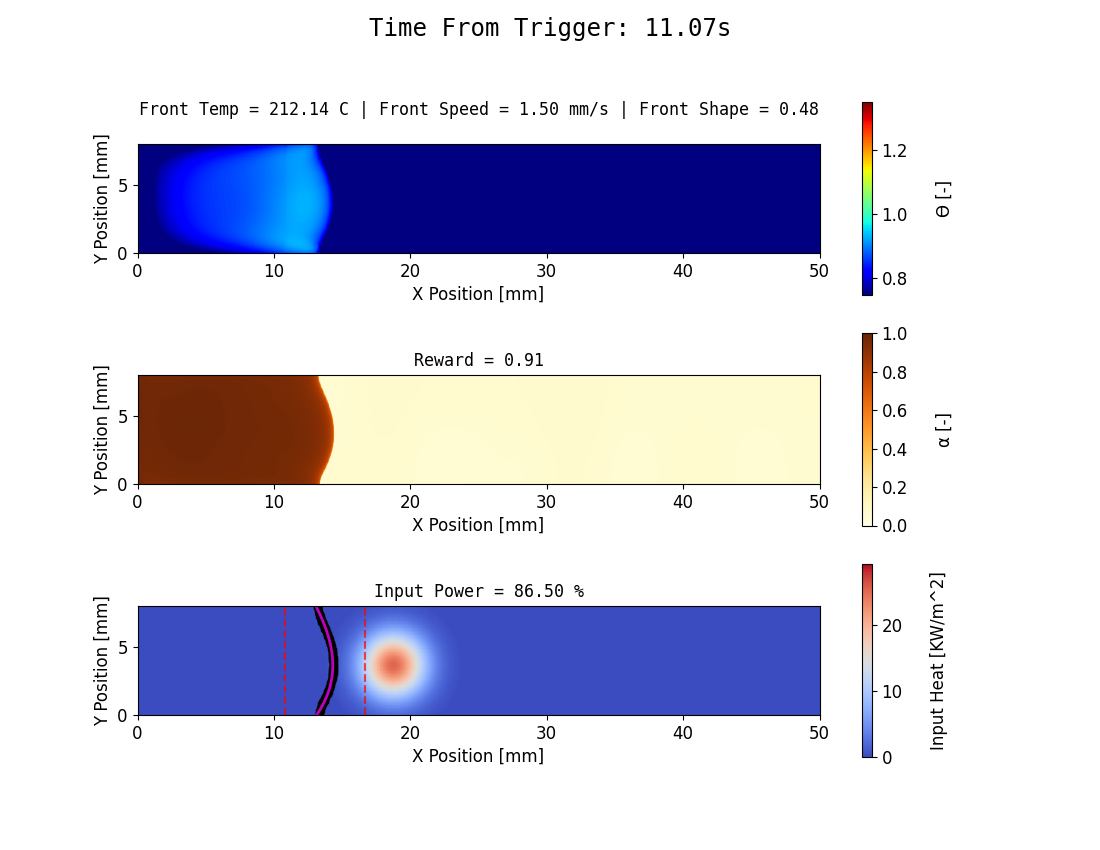 Time From Trigger: 11.07s
Front Temp = 212.14 C | Front Speed = 1.50 mm/s | Front Shape = 0.48
Y Position [mm]
5
0
0 10 20 30 40 50
X Position [mm]
1.2
1.0
0.8
Θ [-]
Reward = 0.91
Y Position [mm]
5
0
0 10 20 30 40 50
X Position [mm]
1.0
0.8
0.6
0.4
0.2
0.0
α [-]
Input Power = 86.50 %
Y Position [mm]
5
0
0 10 20 30 40 50
X Position [mm]
20
10
0
Input Heat [KW/m^2]